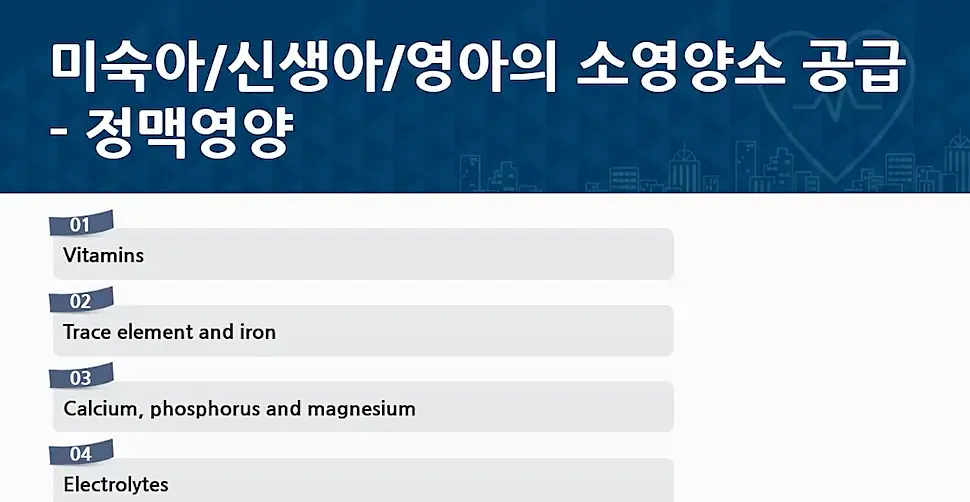 미숙아/신생아/영아의 소영양소 공급
- 정맥영양
01
Vitamins
02
Trace element and iron
03
Calcium, phosphorus and magnesium
04
Electrolytes